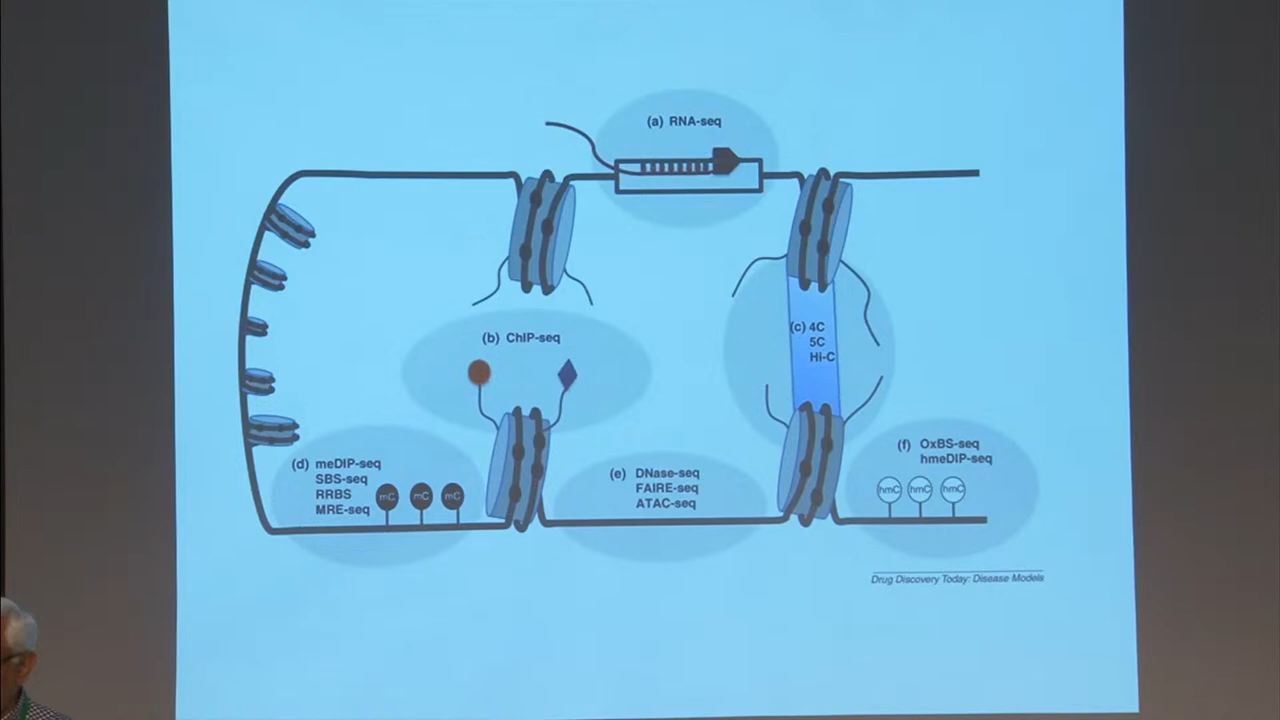 (a) RNA-seq
(b) ChIP-seq
(c) 4C
5C
Hi-C
(d) meDIP-seq
SBS-seq
RRBS
MRE-seq
mC mC mC
(e) DNase-seq
FAIRE-seq
ATAC-seq
(f) OxBS-seq
hmeDIP-seq
hmC hmC hmC
Drug Discovery Today: Disease Models